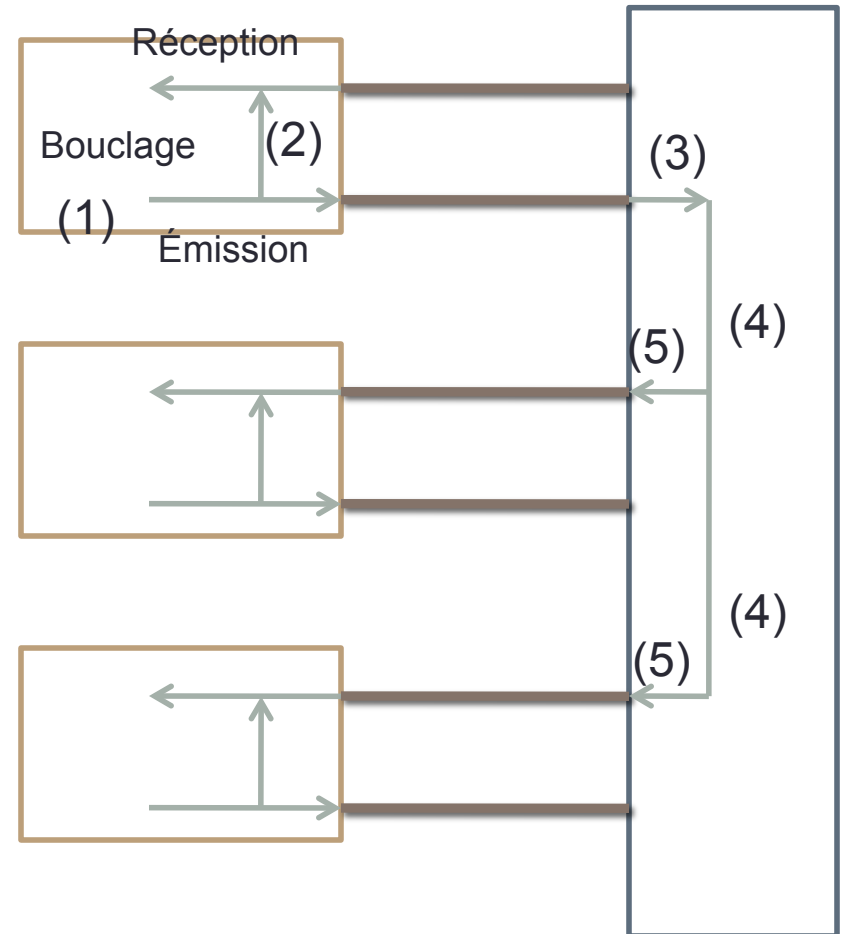 Réception
Bouclage
(2)
(3)
(1)
Émission
(4)
(5)
(4)
(5)